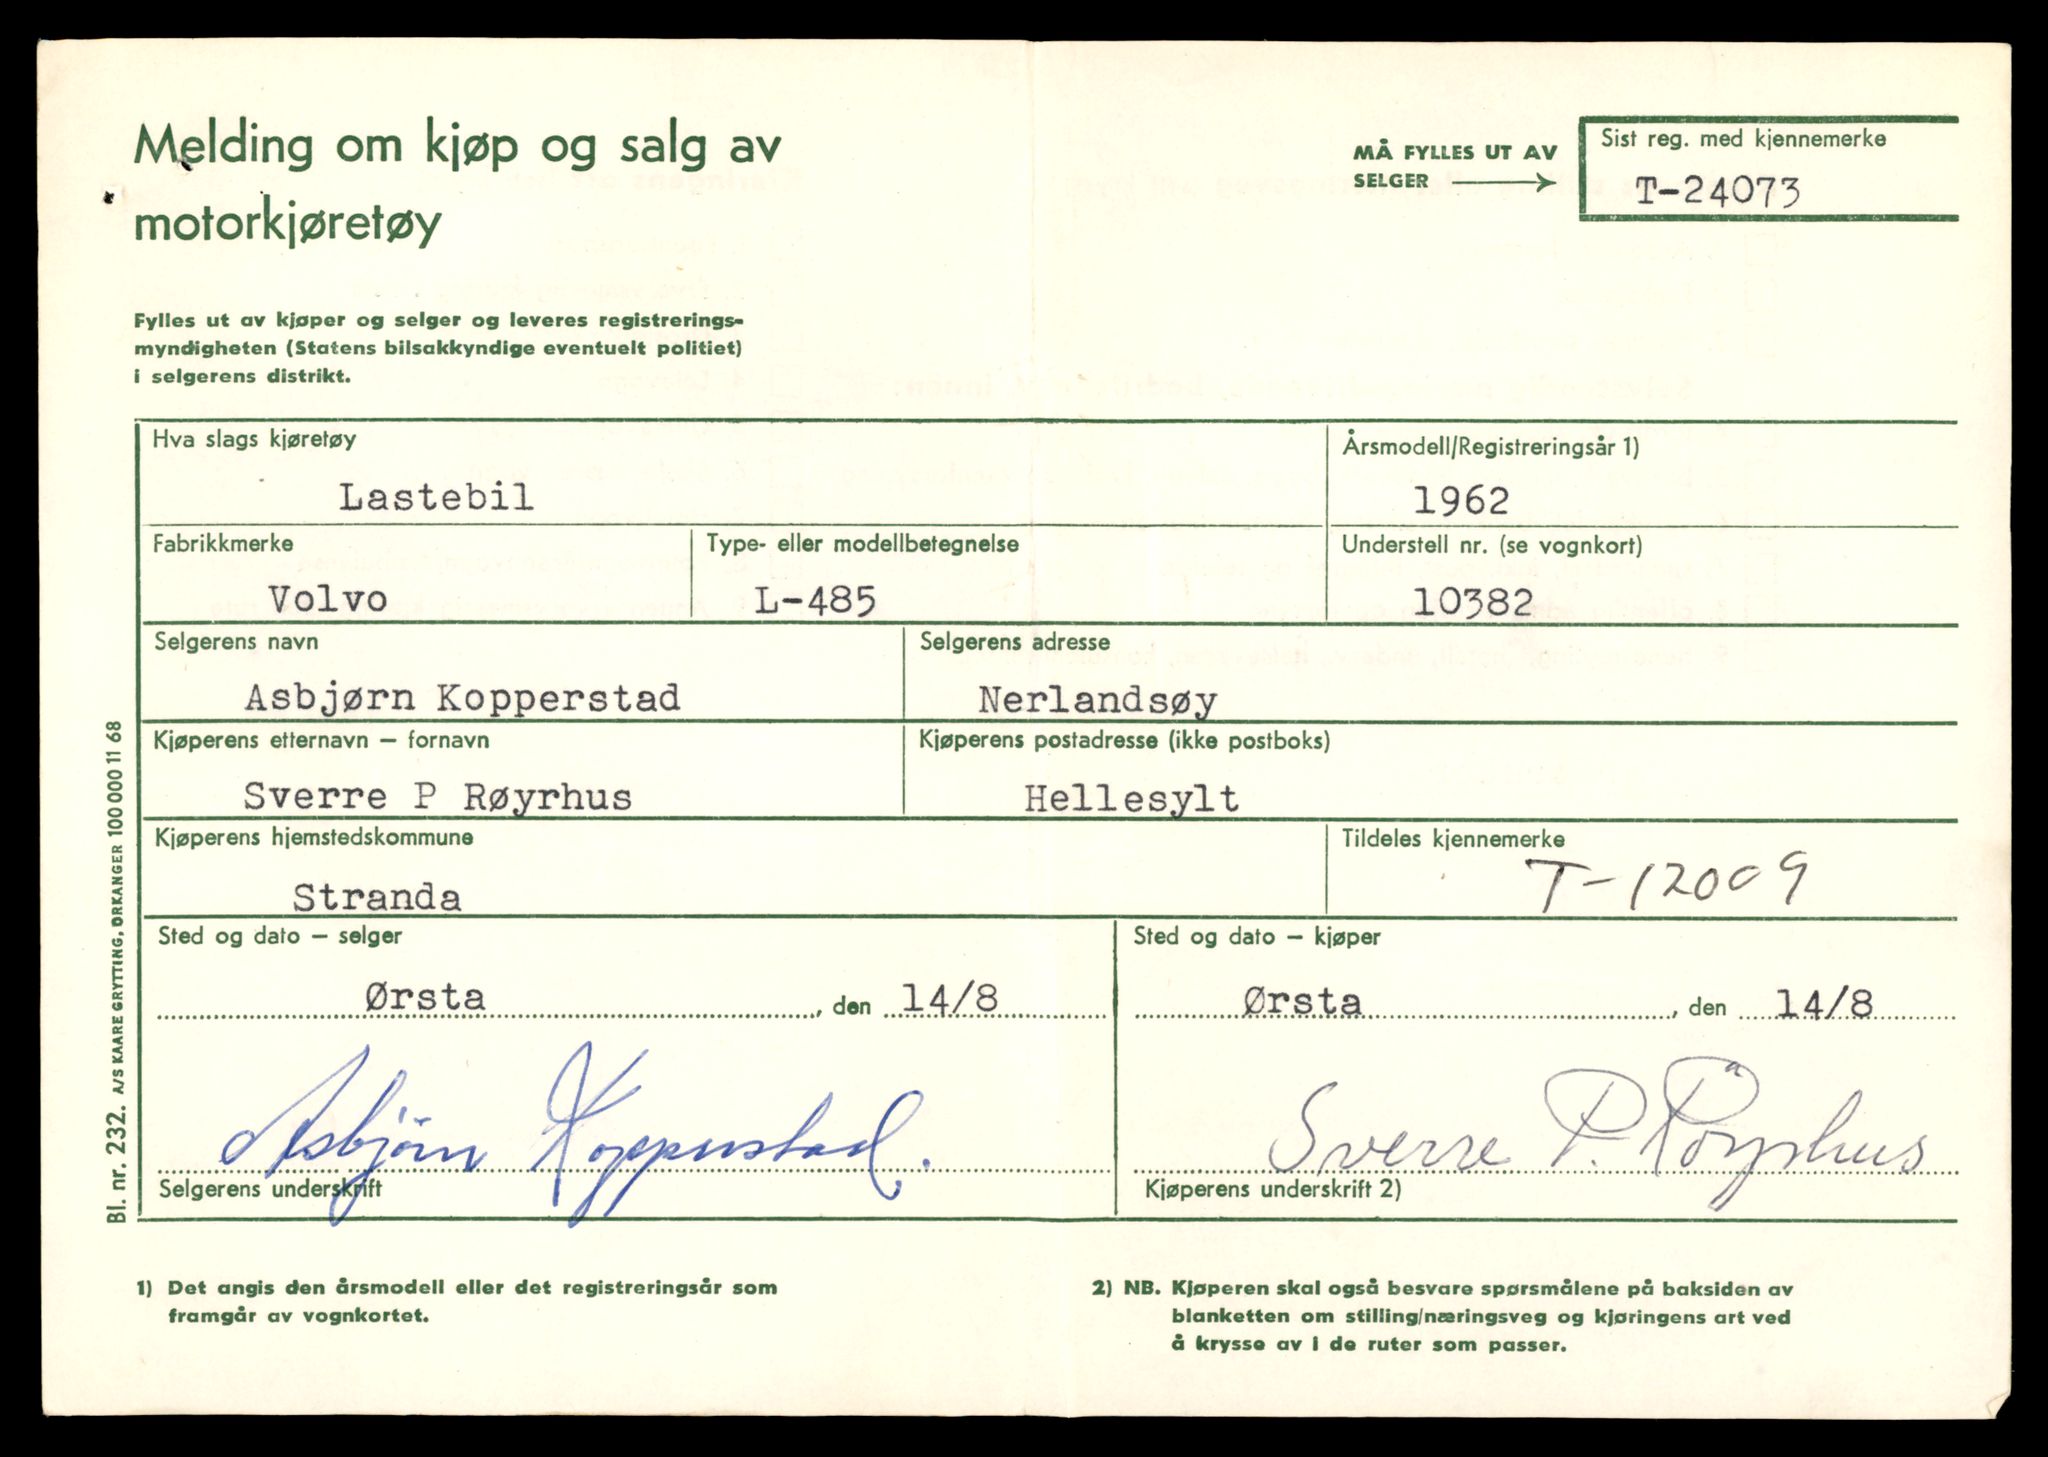 Melding om kjøp og salg av
motorkjøretøy
MÅ FYLLES UT AV
SELGER
Sist reg. med kjennemerke
T-24073
Fylles ut av kjøper og selger og leveres registrerings-
myndigheten (Statens bilsakkyndige eventuelt politiet)
i selgerens distrikt.
Hva slags kjøretøy
Lastebil
Årsmodell/Registreringsår 1)
1962
Fabrikkmerke
Volvo
Type- eller modellbetegnelse
L-485
Understell nr. (se vognkort)
10382
Selgerens navn
Asbjørn Kopperstad
Selgerens adresse
Nerlandsøy
Kjøperens etternavn – fornavn
Sverre P Røyrhus
Kjøperens postadresse (ikke postboks)
Hellesylt
Kjøperens hjemstedskommune
Stranda
Tildeles kjennemerke
T-12009
Sted og dato – selger
Ørsta, den 14/8
Asbjörn Kopperstad.
Selgerens underskrift
Sted og dato – kjøper
Ørsta, den 14/8
Sverre P. Röyrhus
Kjøperens underskrift 2)
Bl. nr. 232. A/S KAARE GRYTTING, ORKANGER 100 000 11 68
1) Det angis den årsmodell eller det registreringsår som
framgår av vognkortet.
2) NB. Kjøperen skal også besvare spørsmålene på baksiden av
blanketten om stilling/næringsveg og kjøringens art ved
å krysse av i de ruter som passer.